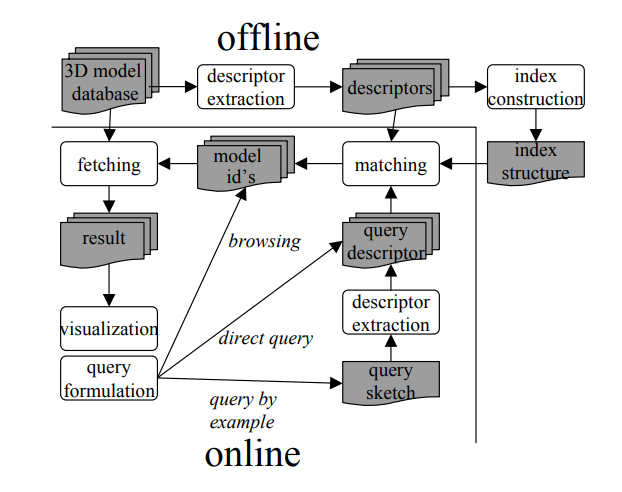 offline
3D model
database
descriptor
extraction
descriptors
index
construction
fetching
model
id's
matching
index
structure
result
browsing
query
descriptor
visualization
direct query
descriptor
extraction
query
formulation
query by
example
query
sketch
online